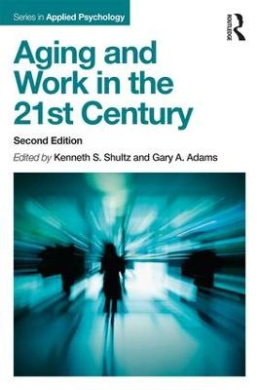 Series in Applied Psychology
ROUTLEDGE
Aging and
Work in the
21st Century
Second Edition
Edited by Kenneth S. Shultz and Gary A. Adams